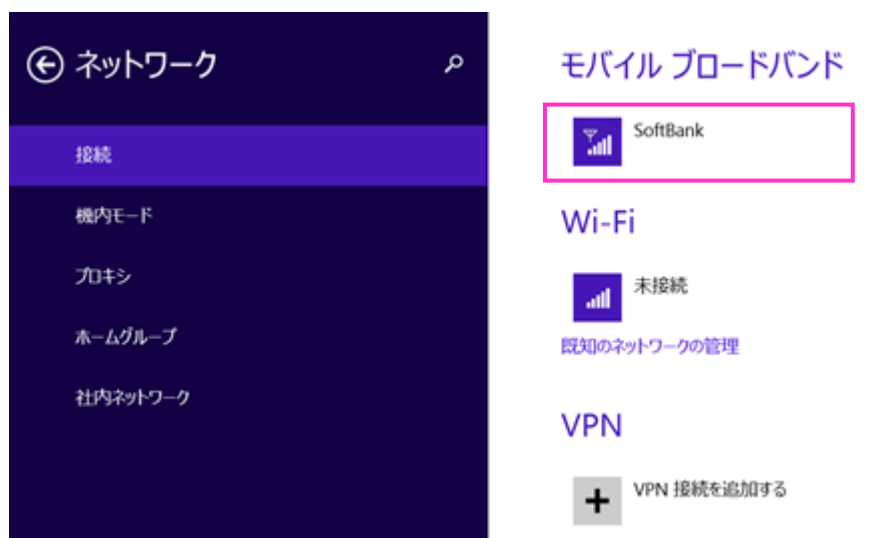 ネットワーク
接続
機内モード
プロキシ
ホームグループ
社内ネットワーク
モバイル ブロードバンド
SoftBank
Wi-Fi
未接続
既知のネットワークの管理
VPN
VPN 接続を追加する